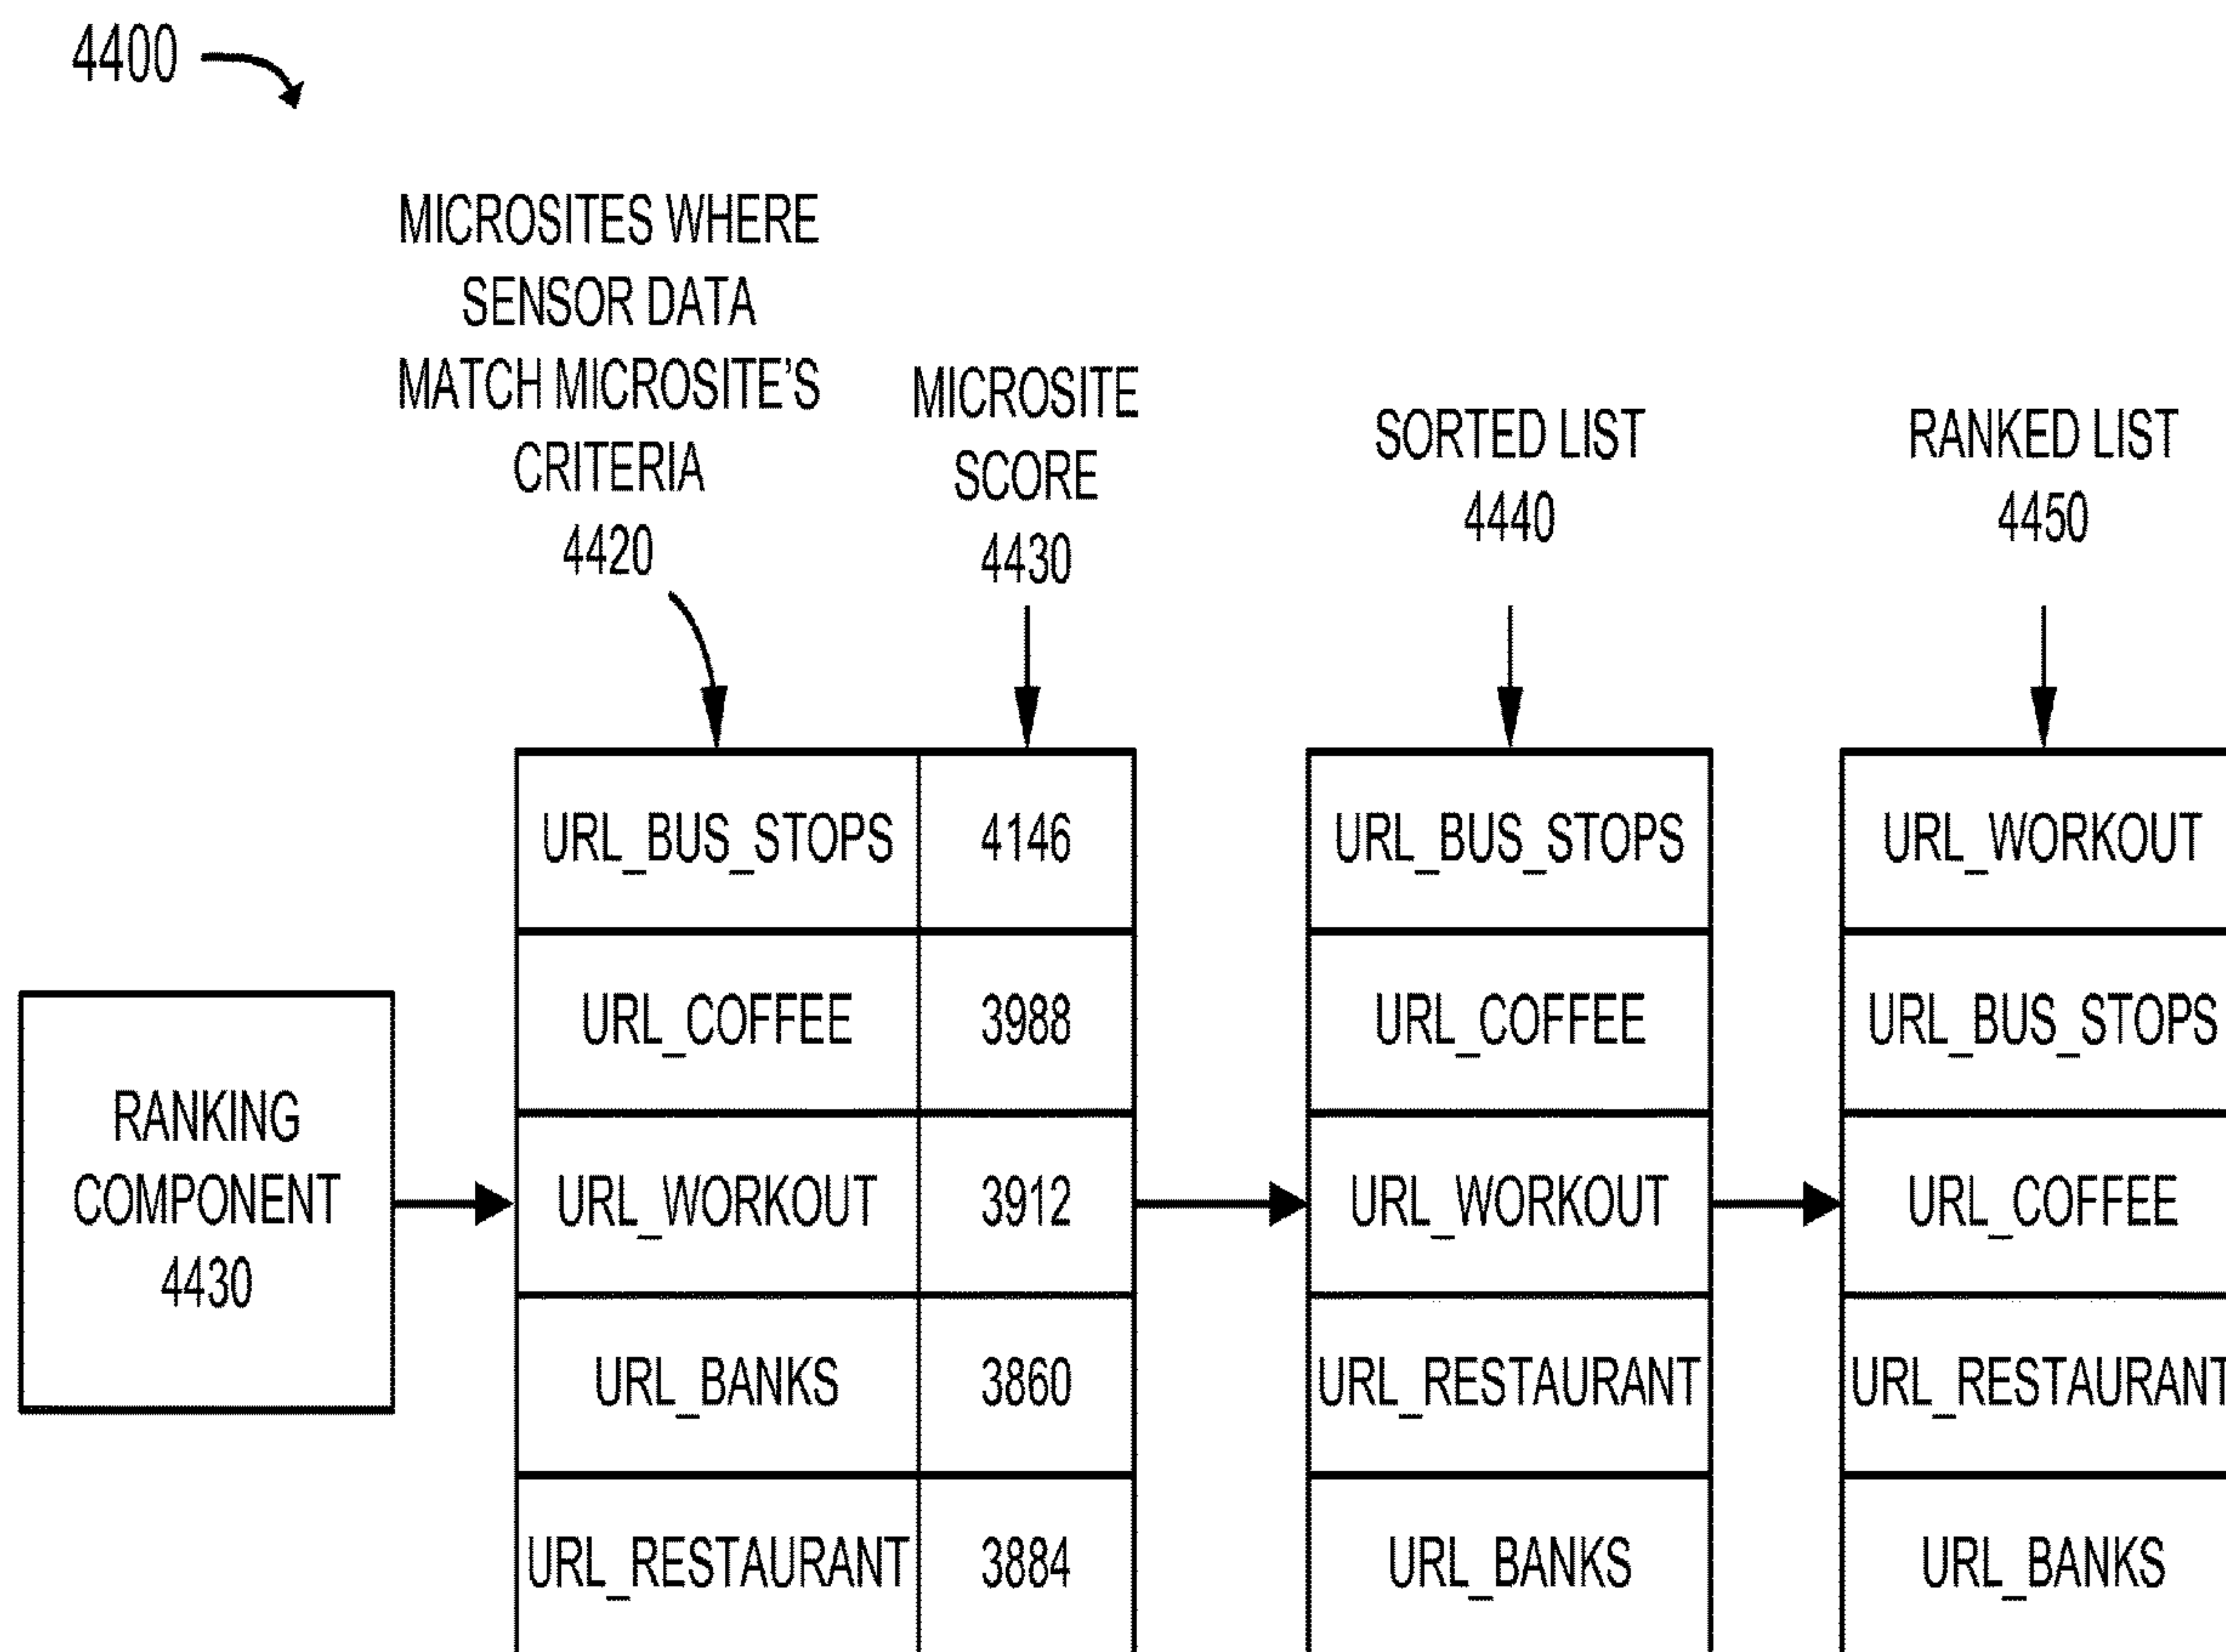 4400
MICROSITES WHERE
SENSOR DATA
MATCH MICROSITE'S
CRITERIA
4420
MICROSITE
SCORE
4430
SORTED LIST
4440
RANKED LIST
4450
RANKING
COMPONENT
4430
URL_BUS_STOPS 4146
URL_COFFEE 3988
URL_WORKOUT 3912
URL_BANKS 3860
URL_RESTAURANT 3884
URL_BUS_STOPS
URL_COFFEE
URL_WORKOUT
URL_RESTAURANT
URL_BANKS
URL_WORKOUT
URL_BUS_STOPS
URL_COFFEE
URL_RESTAURANT
URL_BANKS